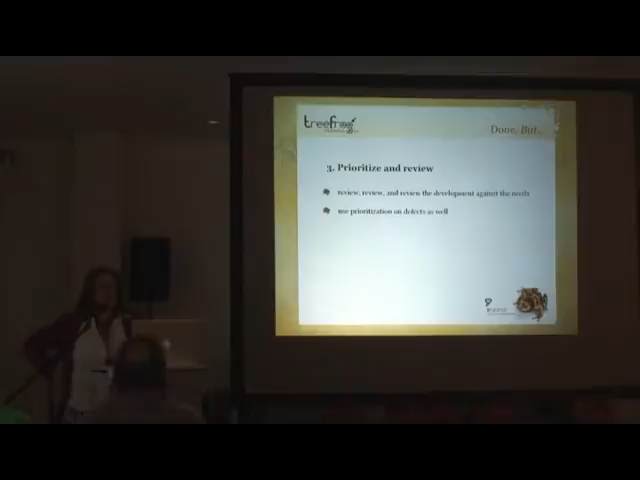 treefrog
Done. But.
3. Prioritize and review
review, review, and review the development against the needs
use prioritization on defects as well